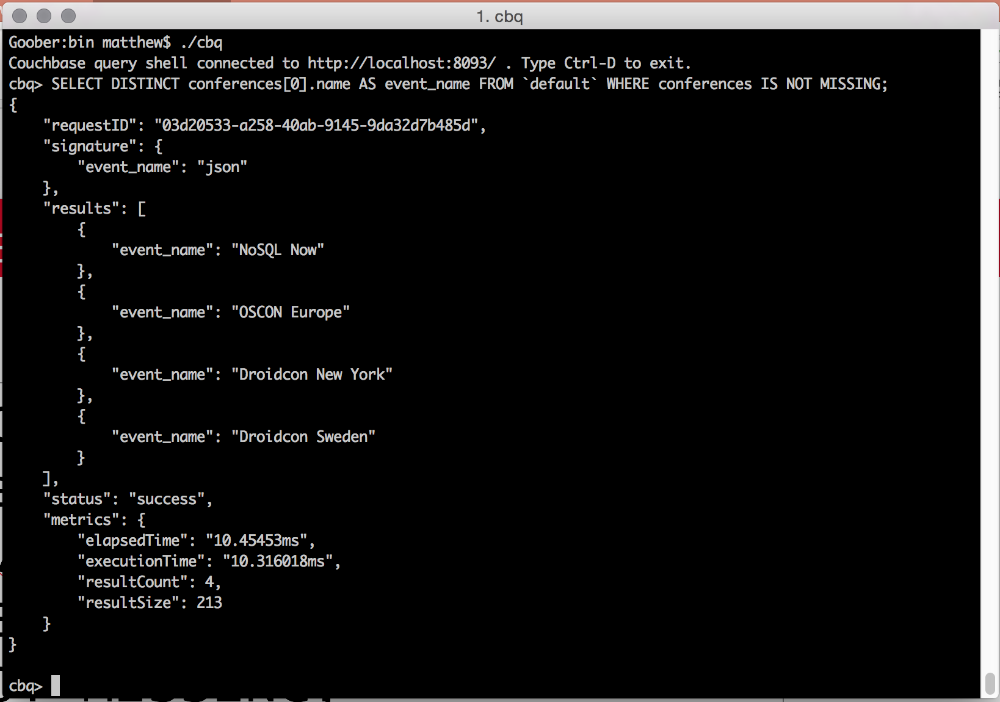 1. cbq
Goober:bin matthew$ ./cbq
Couchbase query shell connected to http://localhost:8093/ . Type Ctrl-D to exit.
cbq> SELECT DISTINCT conferences[0].name AS event_name FROM `default` WHERE conferences IS NOT MISSING;
{
    "requestID": "03d20533-a258-40ab-9145-9da32d7b485d",
    "signature": {
        "event_name": "json"
    },
    "results": [
        {
            "event_name": "NoSQL Now"
        },
        {
            "event_name": "OSCON Europe"
        },
        {
            "event_name": "Droidcon New York"
        },
        {
            "event_name": "Droidcon Sweden"
        }
    ],
    "status": "success",
    "metrics": {
        "elapsedTime": "10.45453ms",
        "executionTime": "10.316018ms",
        "resultCount": 4,
        "resultSize": 213
    }
}
cbq>